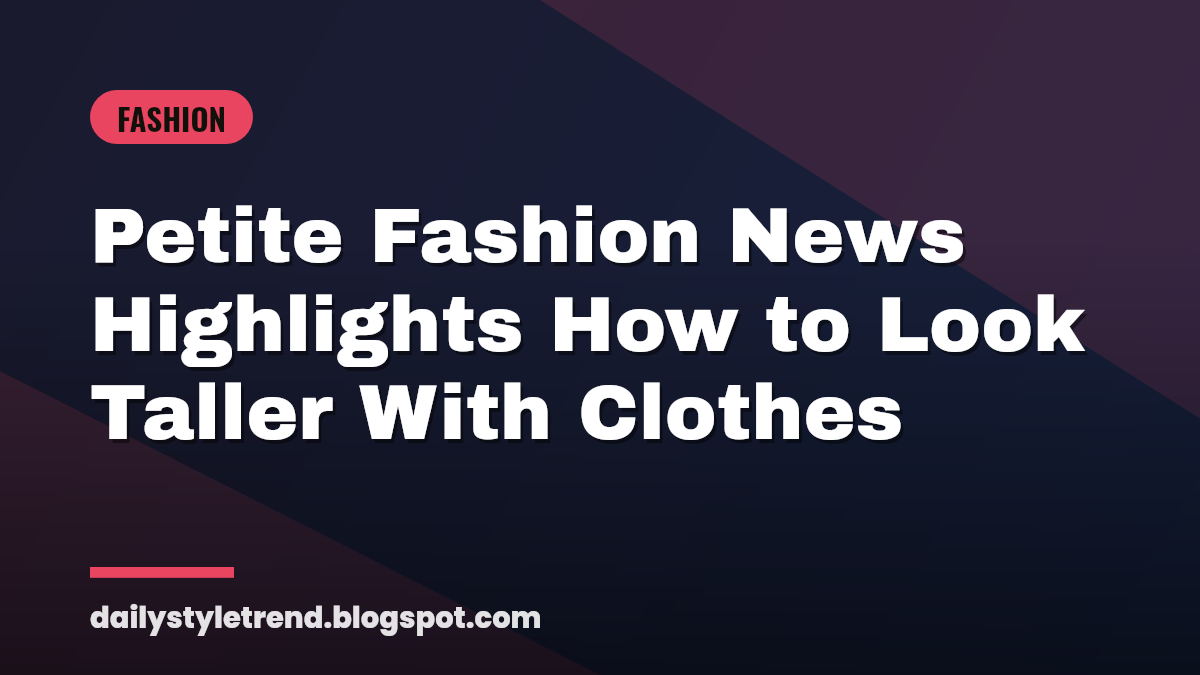 FASHION
Petite Fashion News
Highlights How to Look
Taller With Clothes
dailystyletrend.blogspot.com